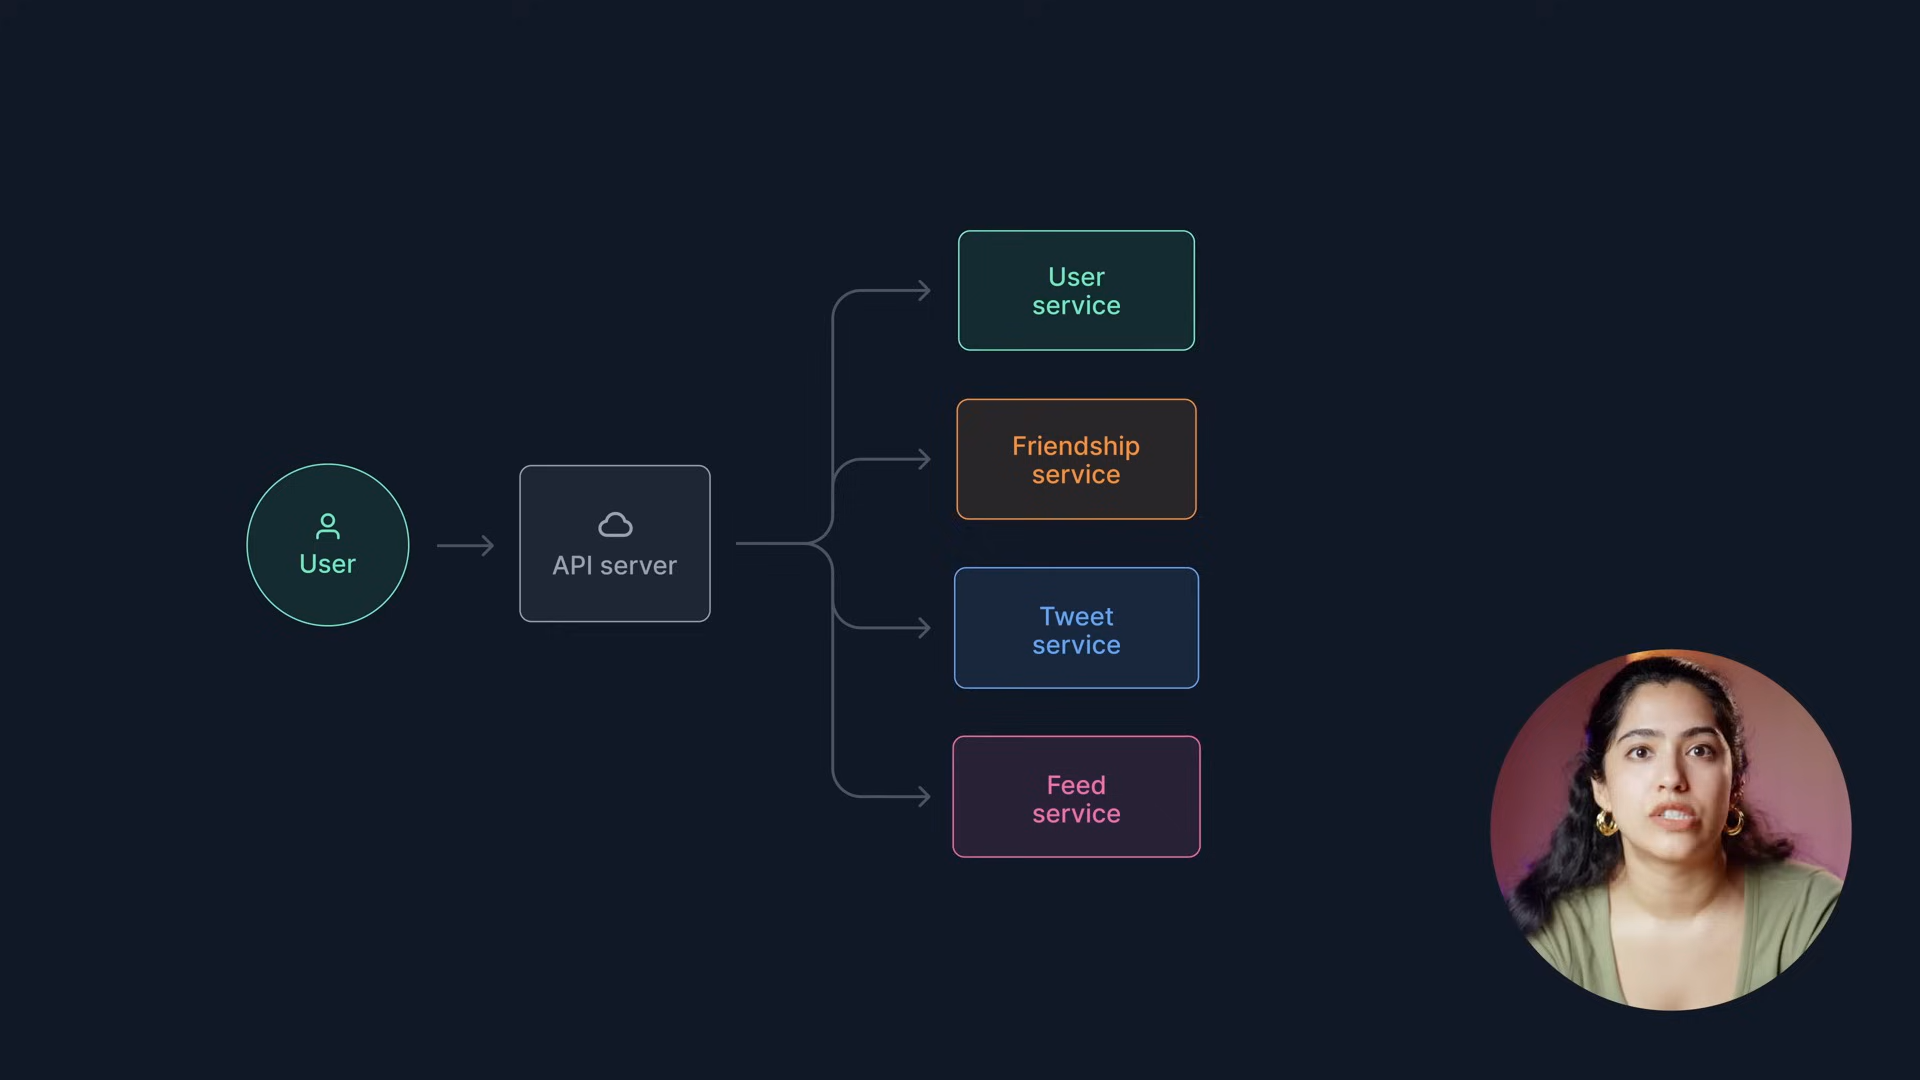 User
API server
User
service
Friendship
service
Tweet
service
Feed
service